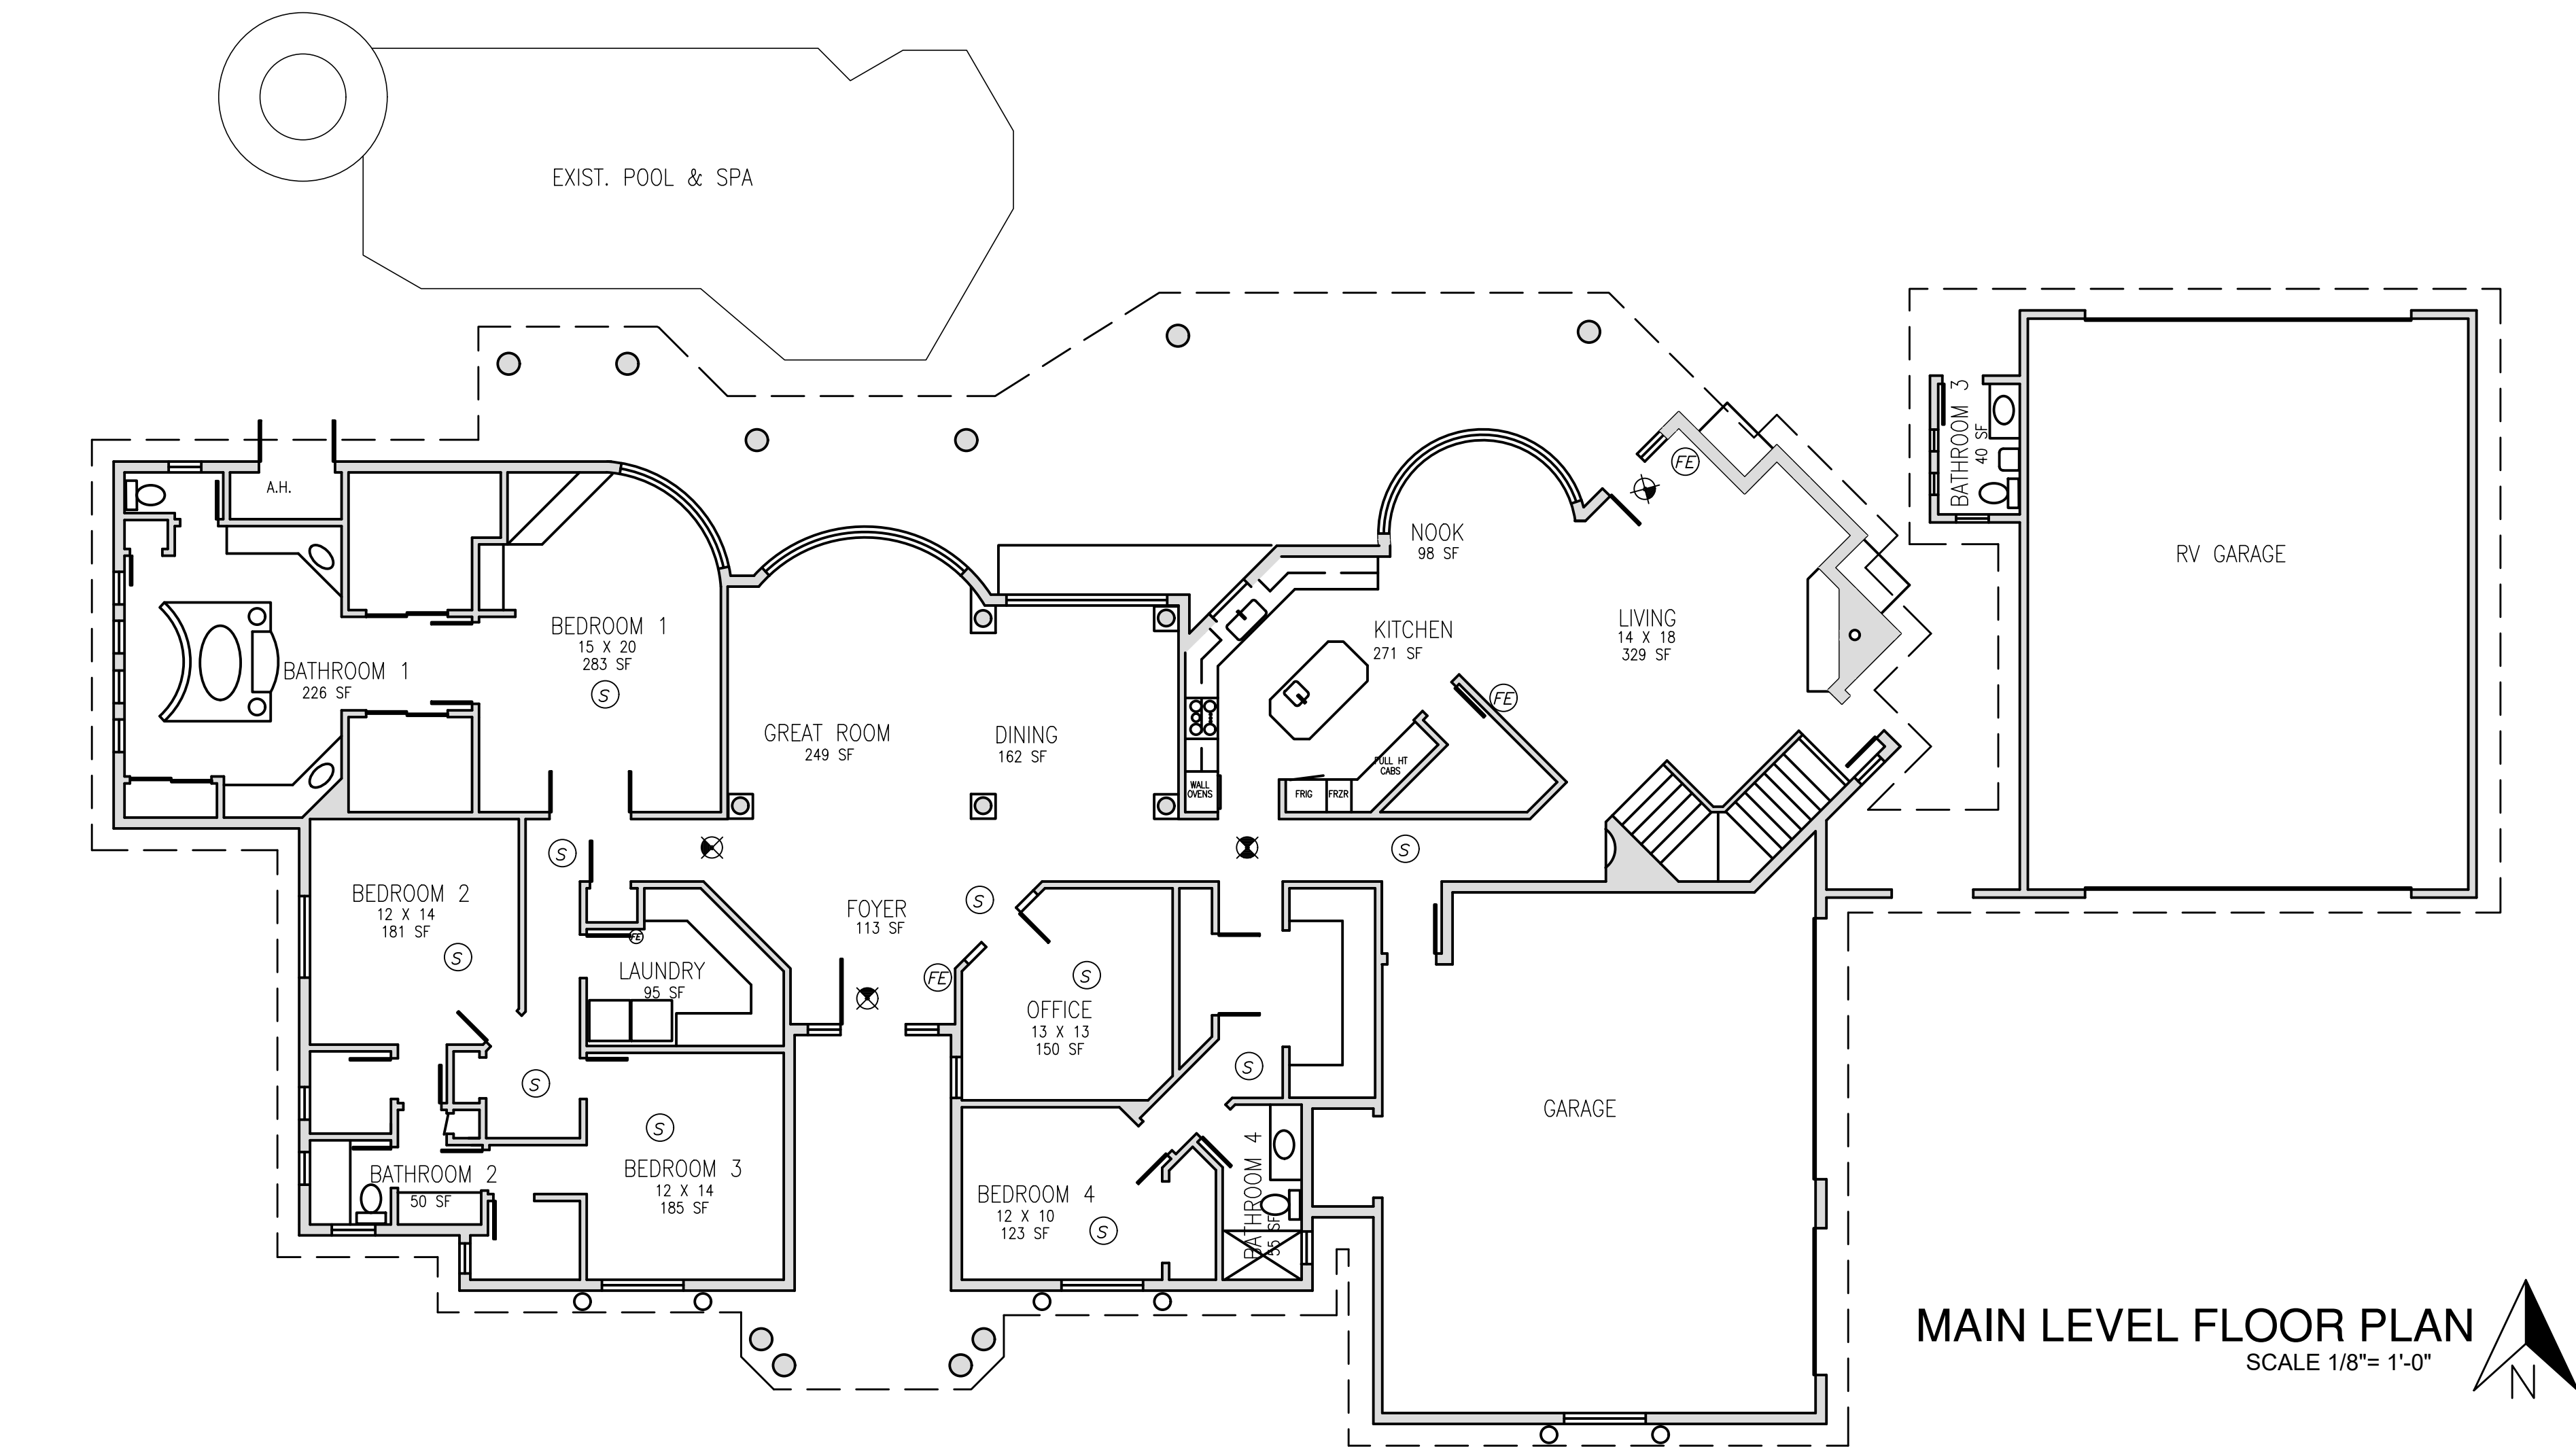 EXIST. POOL & SPA
A.H.
BATHROOM 1
226 SF
BEDROOM 1
15 X 20
283 SF
S
GREAT ROOM
249 SF
DINING
162 SF
NOOK
98 SF
KITCHEN
271 SF
WALL
OVENS
FRIG
FRZR
FULL HT
CABS
FE
LIVING
14 X 18
329 SF
FE
BATHROOM 3
40 SF
RV GARAGE
BEDROOM 2
12 X 14
181 SF
S
S
FE
LAUNDRY
95 SF
FOYER
113 SF
S
FE
OFFICE
13 X 13
150 SF
S
S
S
S
BATHROOM 2
50 SF
BEDROOM 3
12 X 14
185 SF
S
BEDROOM 4
12 X 10
123 SF
S
BATHROOM 4
55 SF
GARAGE
MAIN LEVEL FLOOR PLAN
SCALE 1/8"= 1'-0"
N